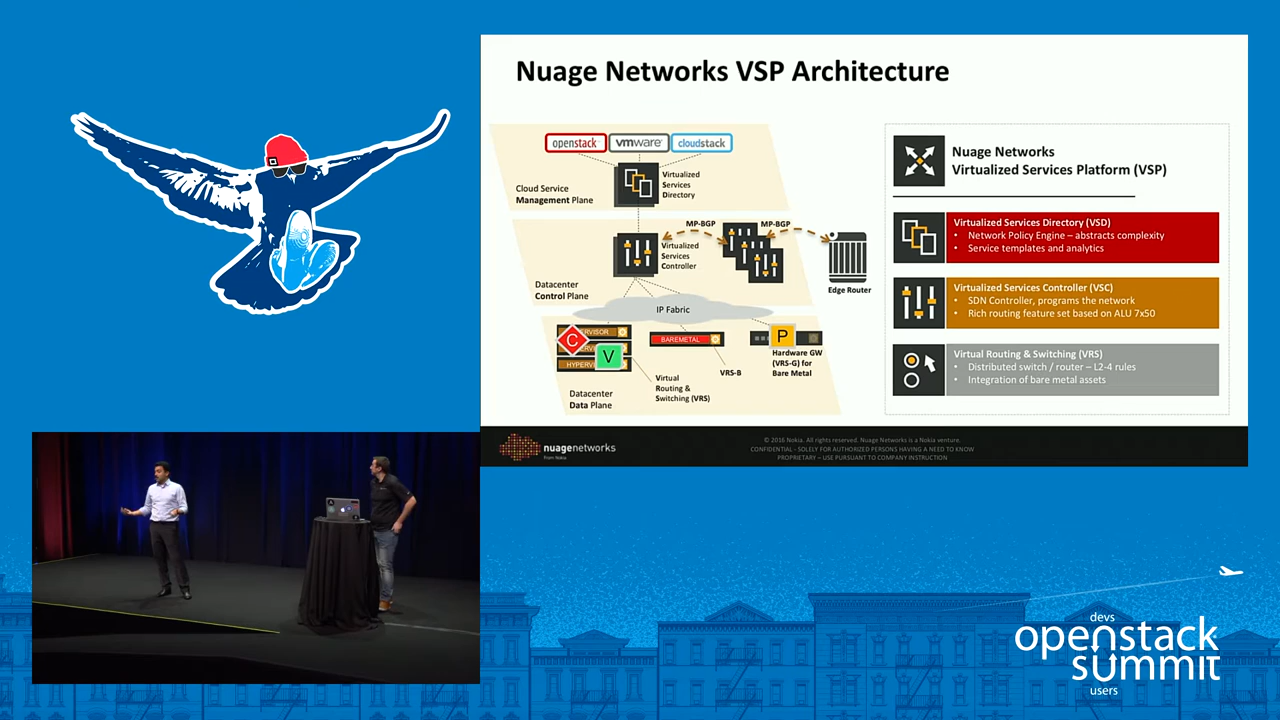 Nuage Networks VSP Architecture
openstack
vmware
cloudstack
Virtualized
Services
Directory
Cloud Service
Management Plane
MP-BGP
MP-BGP
Virtualized
Services
Controller
Datacenter
Control Plane
Edge Router
IP Fabric
C
V
HYPERV
BAREMETAL
P
Hardware GW
(VRS-G) for
Bare Metal
VRS-B
Virtual
Routing &
Switching (VRS)
Datacenter
Data Plane
Nuage Networks
Virtualized Services Platform (VSP)
Virtualized Services Directory (VSD)
• Network Policy Engine – abstracts complexity
• Service templates and analytics
Virtualized Services Controller (VSC)
• SDN Controller, programs the network
• Rich routing feature set based on ALU 7x50
Virtual Routing & Switching (VRS)
• Distributed switch / router – L2-4 rules
• Integration of bare metal assets
nuagenetworks
from Nokia
© 2016 Nokia. All rights reserved. Nuage Networks is a Nokia venture.
CONFIDENTIAL - SOLELY FOR AUTHORIZED PERSONS HAVING A NEED TO KNOW
PROPRIETARY – USE PURSUANT TO COMPANY INSTRUCTION
devs
openstack
summit
users